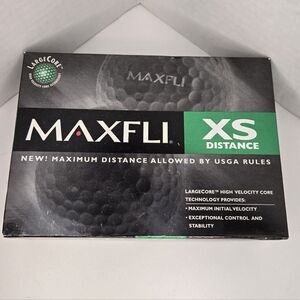 LARGECORE™
MAXFLI
MAXFLI. XS
DISTANCE
NEW! MAXIMUM DISTANCE ALLOWED BY USGA RULES
LARGECORE™ HIGH VELOCITY CORE
TECHNOLOGY PROVIDES:
• MAXIMUM INITIAL VELOCITY
• EXCEPTIONAL CONTROL AND
STABILITY